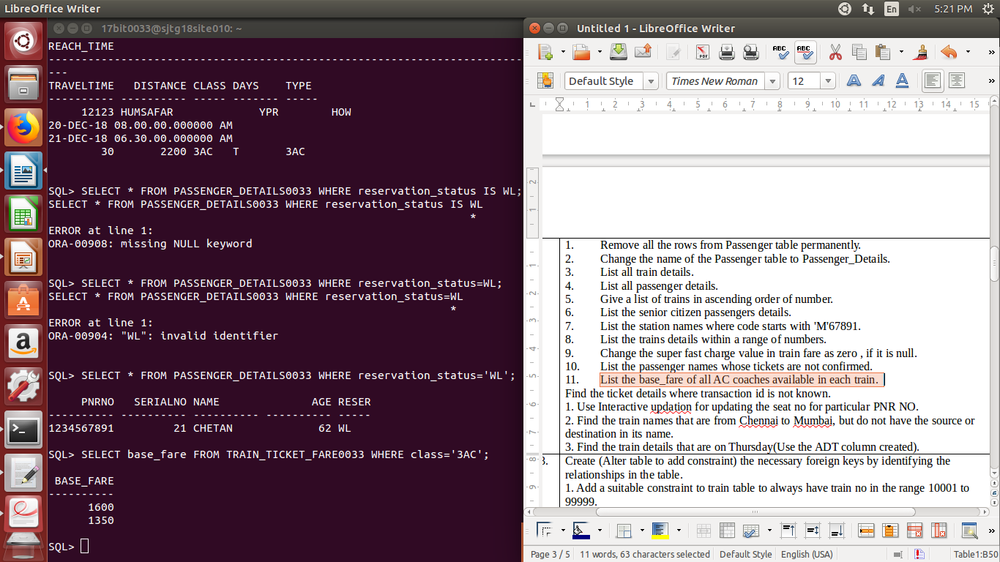 LibreOffice Writer
En
5:21 PM
17bit0033@sjtg18site010: ~
REACH_TIME
--------------------------------------------------------------------------------
---
TRAVELTIME   DISTANCE CLASS DAYS    TYPE
---------- ---------- ----- ------- -----
12123 HUMSAFAR             YPR        HOW
20-DEC-18 08.00.00.000000 AM
21-DEC-18 06.30.00.000000 AM
30       2200 3AC   T       3AC
SQL> SELECT * FROM PASSENGER_DETAILS0033 WHERE reservation_status IS WL;
SELECT * FROM PASSENGER_DETAILS0033 WHERE reservation_status IS WL
*
ERROR at line 1:
ORA-00908: missing NULL keyword
SQL> SELECT * FROM PASSENGER_DETAILS0033 WHERE reservation_status=WL;
SELECT * FROM PASSENGER_DETAILS0033 WHERE reservation_status=WL
*
ERROR at line 1:
ORA-00904: "WL": invalid identifier
SQL> SELECT * FROM PASSENGER_DETAILS0033 WHERE reservation_status='WL';
PNRNO   SERIALNO NAME              AGE RESER
---------- ---------- ---------- ---------- -----
1234567891         21 CHETAN             62 WL
SQL> SELECT base_fare FROM TRAIN_TICKET_FARE0033 WHERE class='3AC';
BASE_FARE
----------
1600
1350
SQL>
Untitled 1 - LibreOffice Writer
Default Style
Times New Roman
12
1 2 3 4 5 6 7 8 9 10 11 12 13 14 15
2
1
1
2
3
4
5
6
7
8
9
1. Remove all the rows from Passenger table permanently.
2. Change the name of the Passenger table to Passenger_Details.
3. List all train details.
4. List all passenger details.
5. Give a list of trains in ascending order of number.
6. List the senior citizen passengers details.
7. List the station names where code starts with 'M'67891.
8. List the trains details within a range of numbers.
9. Change the super fast charge value in train fare as zero , if it is null.
10. List the passenger names whose tickets are not confirmed.
11. List the base_fare of all AC coaches available in each train.
Find the ticket details where transaction id is not known.
1. Use Interactive updation for updating the seat no for particular PNR NO.
2. Find the train names that are from Chennai to Mumbai, but do not have the source or
destination in its name.
3. Find the train details that are on Thursday(Use the ADT column created).
3. Create (Alter table to add constraint) the necessary foreign keys by identifying the
relationships in the table.
1. Add a suitable constraint to train table to always have train no in the range 10001 to
99999.
Page 3 / 5
11 words, 63 characters selected
Default Style
English (USA)
Table1:B50